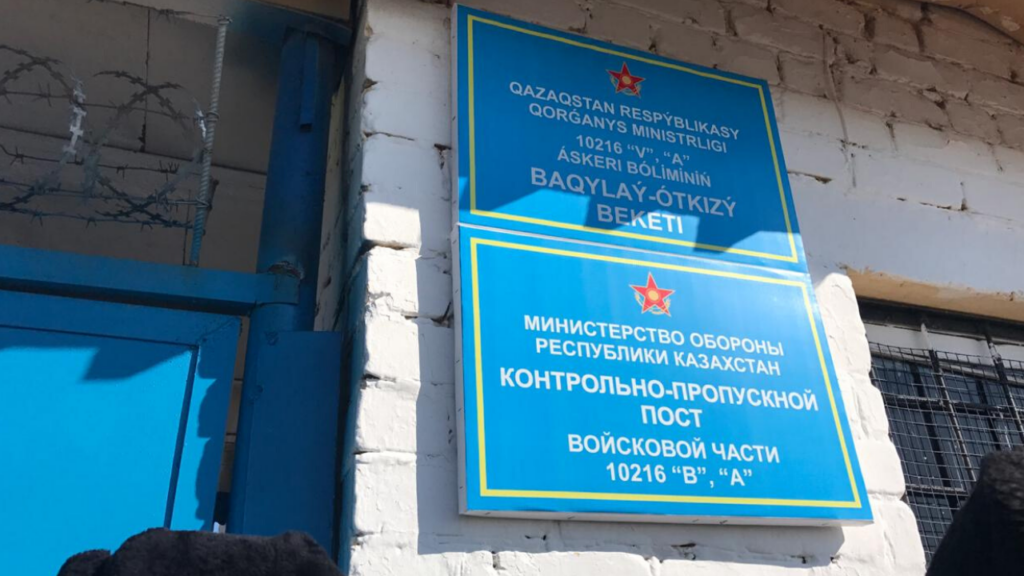 QAZAQSTAN RESPÝBLIKASY
QORGANYS MINISTRLIGI
10216 “V”, “A”
ÁSKERI BÓLIMINIŃ
BAQYLAÝ-ÓTKIZÝ
BEKETI
МИНИСТЕРСТВО ОБОРОНЫ
РЕСПУБЛИКИ КАЗАХСТАН
КОНТРОЛЬНО-ПРОПУСКНОЙ
ПОСТ
ВОЙСКОВОЙ ЧАСТИ
10216 “В”, “А”